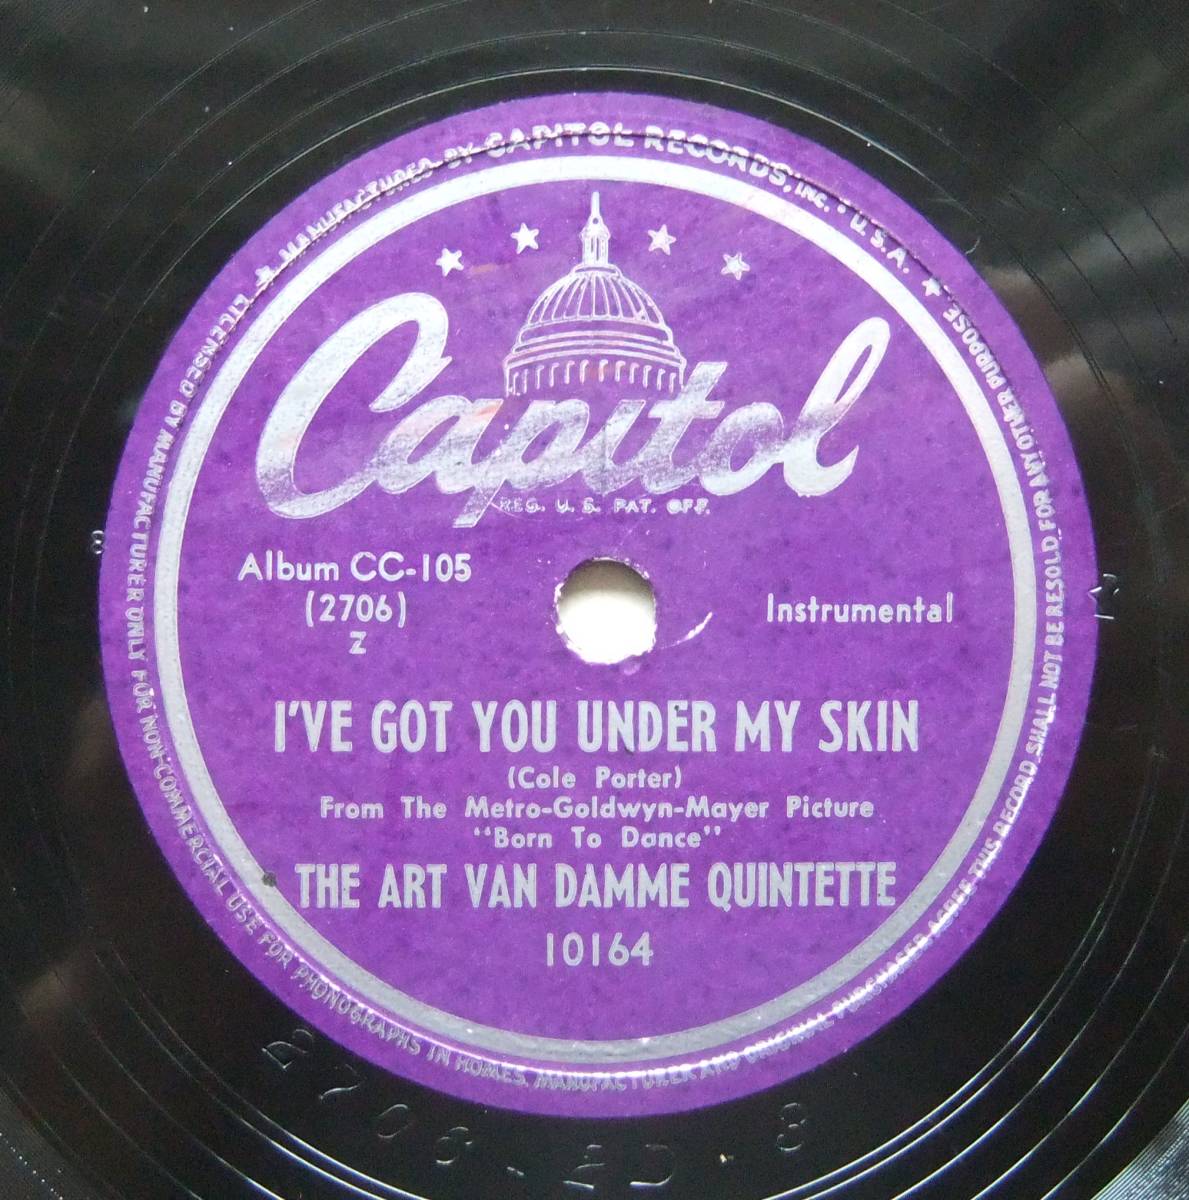 ★ MANUFACTURED BY CAPITOL RECORDS, INC. • U.S.A. ★
LICENSED BY MANUFACTURER ONLY FOR NON-COMMERCIAL USE FOR PHONOGRAPHS IN HOMES. MANUFACTURER AND ORIGINAL PURCHASER AGREE THIS RECORD SHALL NOT BE RESOLD FOR ANY OTHER PURPOSE
Capitol
REG. U.S. PAT. OFF.
Album CC-105
(2706)
Z
Instrumental
I'VE GOT YOU UNDER MY SKIN
(Cole Porter)
From The Metro-Goldwyn-Mayer Picture
"Born To Dance"
THE ART VAN DAMME QUINTETTE
10164
2706-ED-8